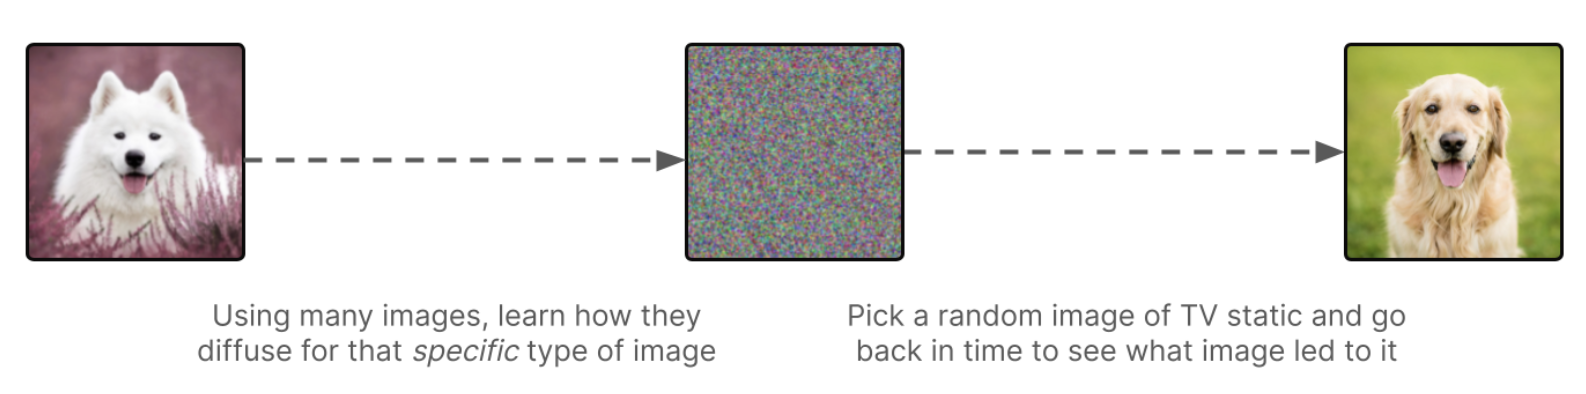 Using many images, learn how they
diffuse for that specific type of image
Pick a random image of TV static and go
back in time to see what image led to it